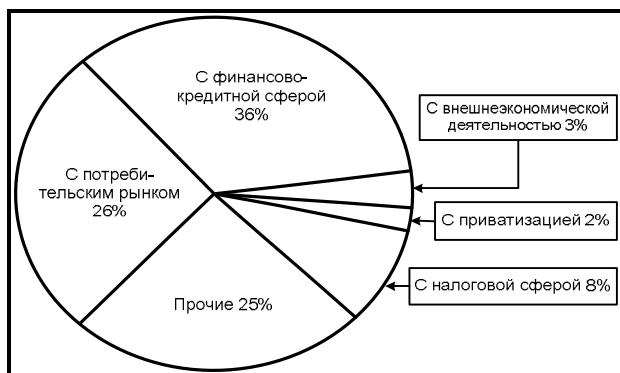 С финансово-
кредитной сферой
36%
С внешнеэкономической
деятельностью 3%
С потреби-
тельским рынком
26%
С приватизацией 2%
С налоговой сферой 8%
Прочие 25%